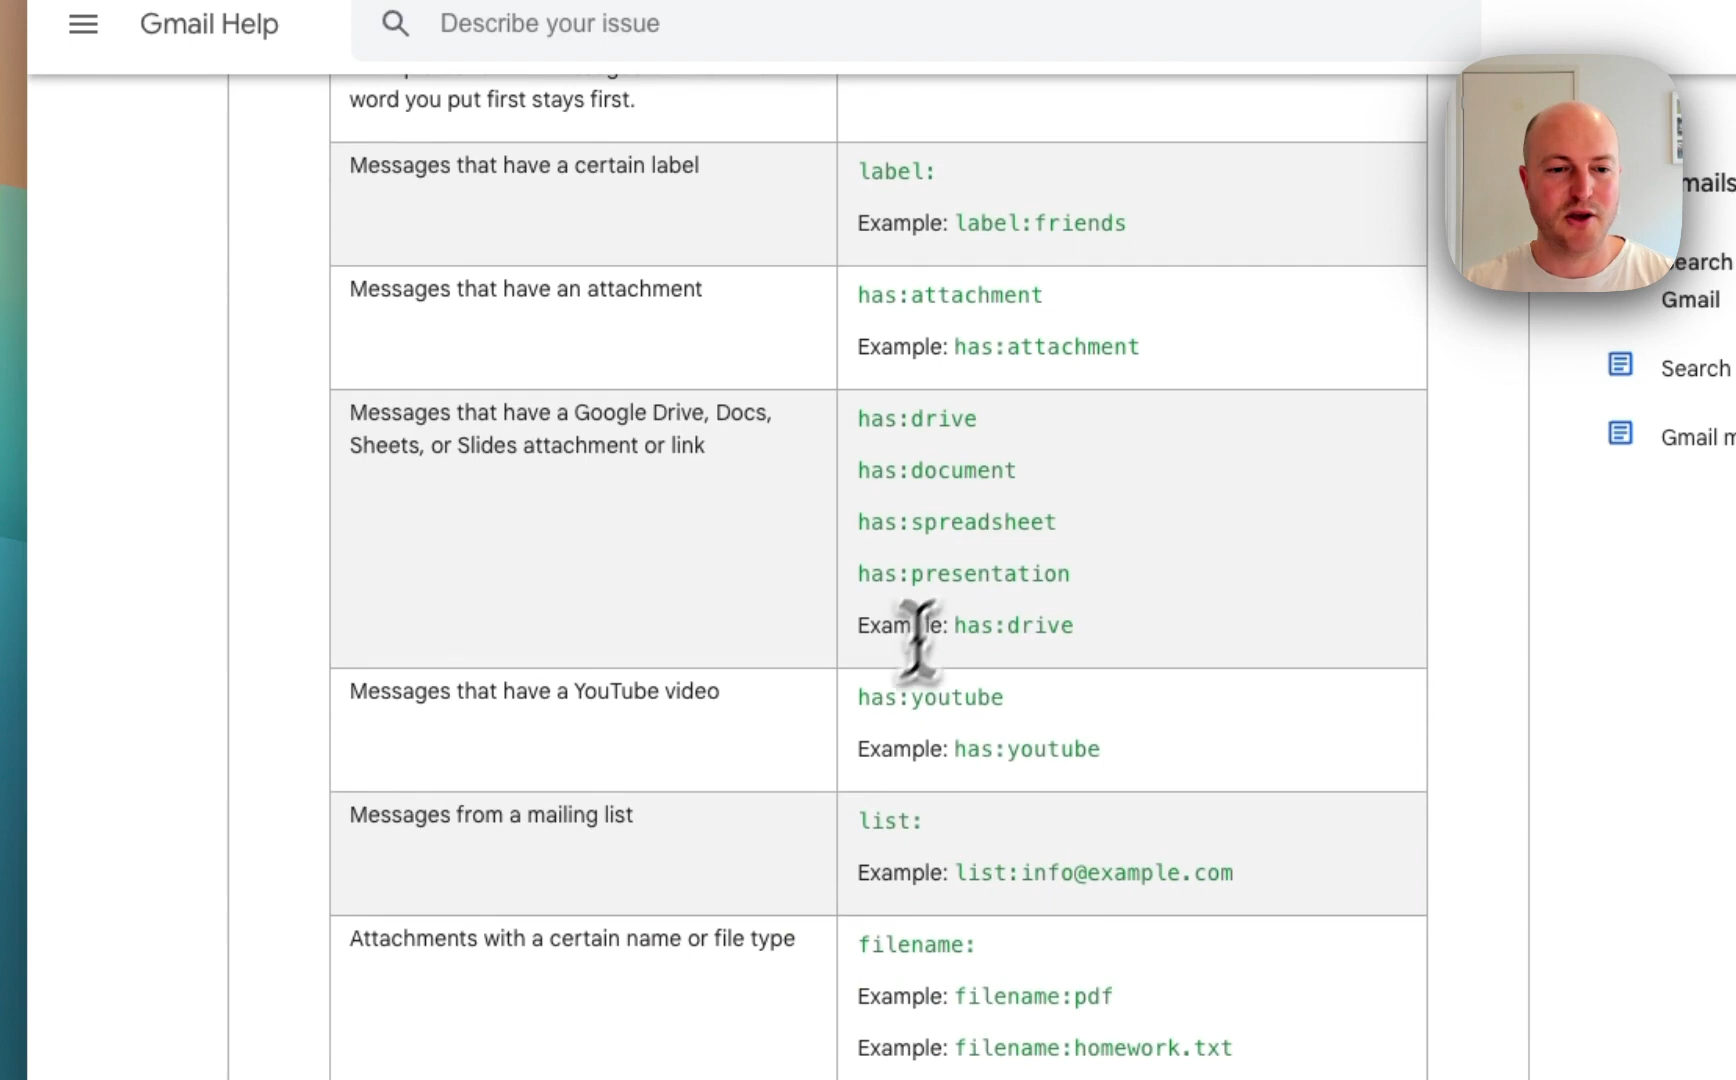 Gmail Help
Describe your issue
word you put first stays first.
Messages that have a certain label
label:
Example: label:friends
Messages that have an attachment
has:attachment
Example: has:attachment
Messages that have a Google Drive, Docs,
Sheets, or Slides attachment or link
has:drive
has:document
has:spreadsheet
has:presentation
Example: has:drive
Messages that have a YouTube video
has:youtube
Example: has:youtube
Messages from a mailing list
list:
Example: list:info@example.com
Attachments with a certain name or file type
filename:
Example: filename:pdf
Example: filename:homework.txt
mails
earch
Gmail
Search
Gmail m